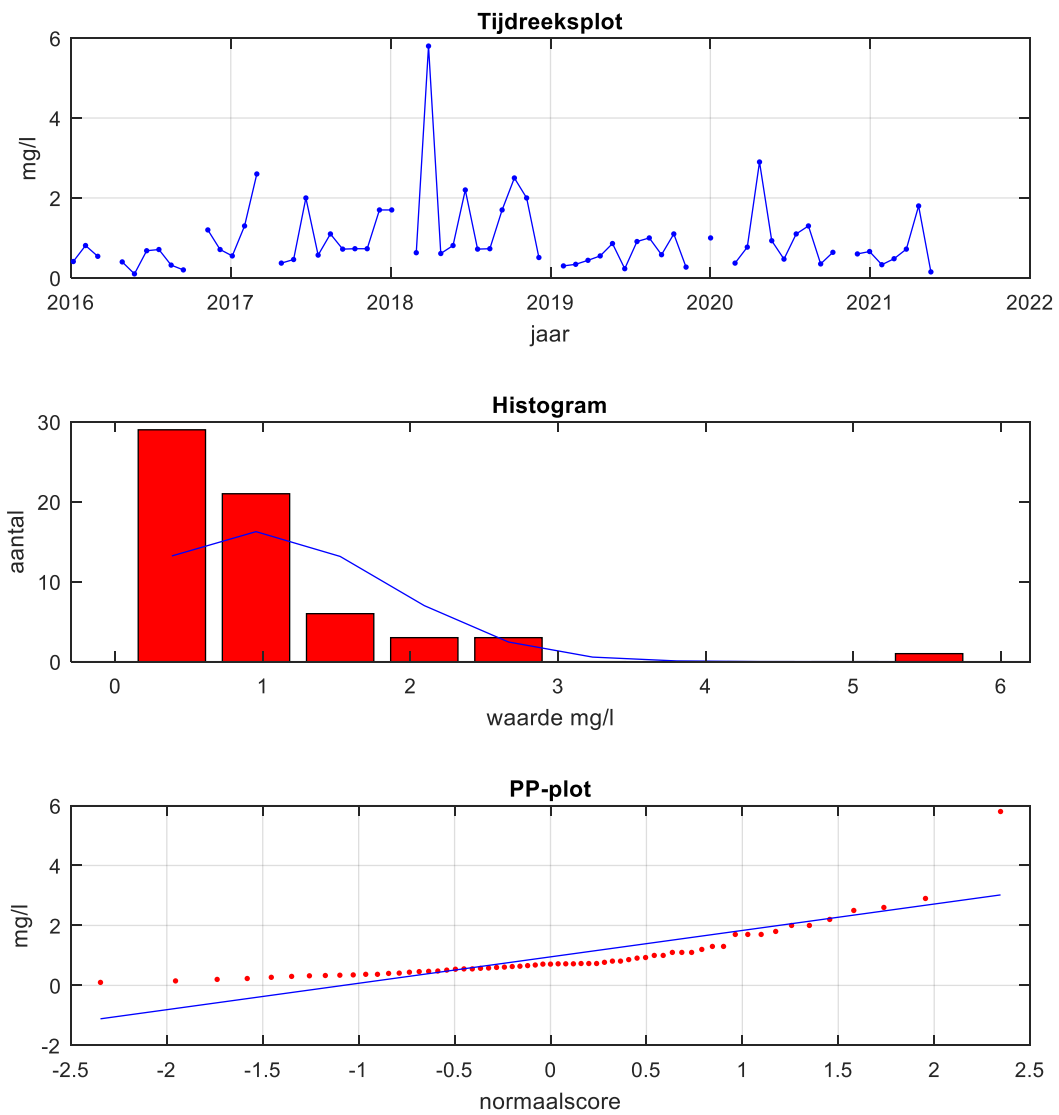 Tijdreeksplot
6
4
2
0
mg/l
2016 2017 2018 2019 2020 2021 2022
jaar
Histogram
30
20
10
0
aantal
0 1 2 3 4 5 6
waarde mg/l
PP-plot
6
4
2
0
-2
mg/l
-2.5 -2 -1.5 -1 -0.5 0 0.5 1 1.5 2 2.5
normaalscore